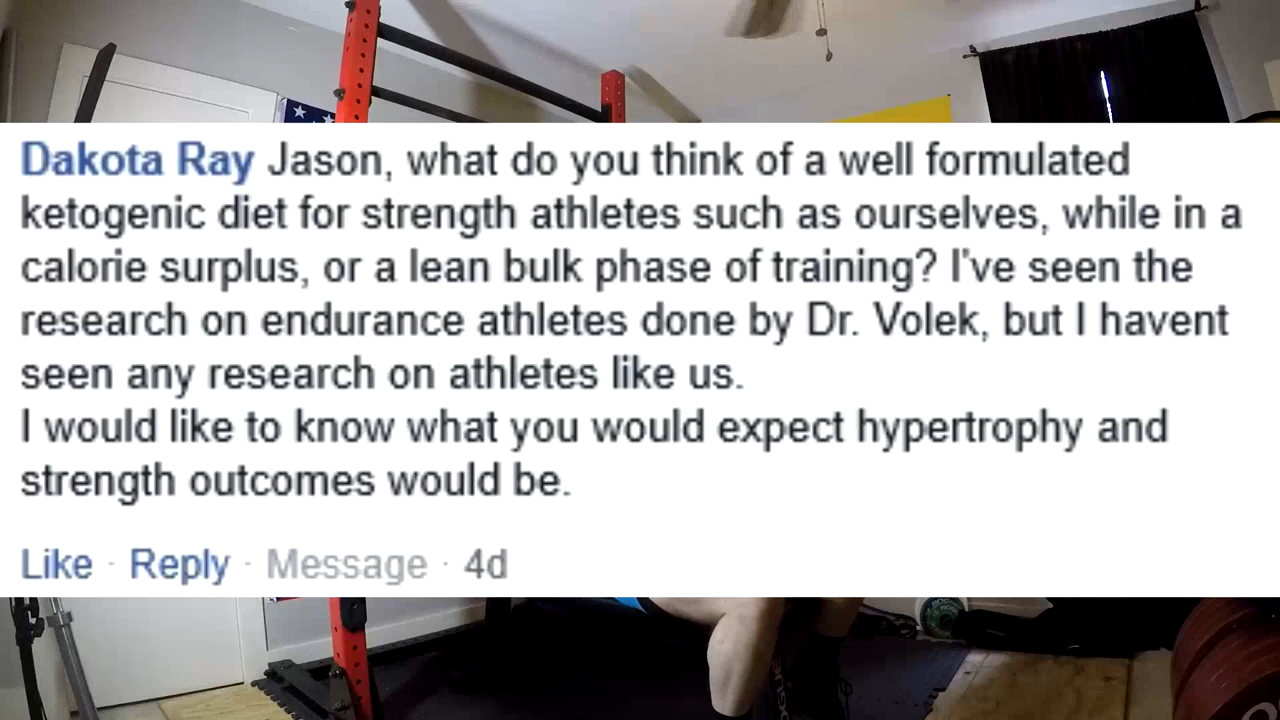 Dakota Ray Jason, what do you think of a well formulated
ketogenic diet for strength athletes such as ourselves, while in a
calorie surplus, or a lean bulk phase of training? I've seen the
research on endurance athletes done by Dr. Volek, but I havent
seen any research on athletes like us.
I would like to know what you would expect hypertrophy and
strength outcomes would be.
Like · Reply · Message · 4d